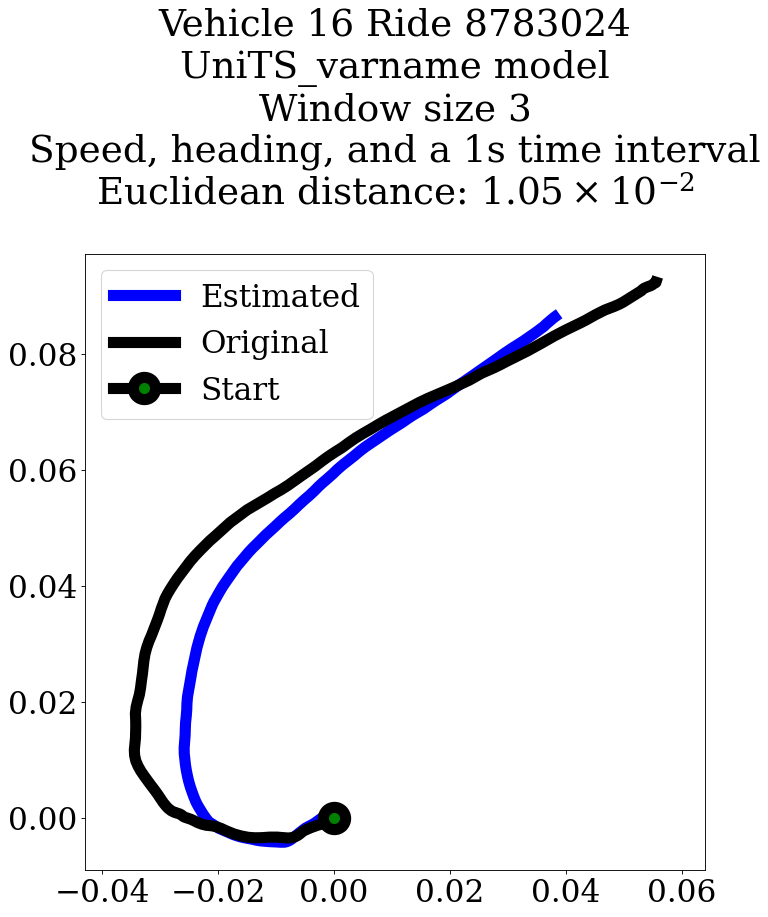 Vehicle 16 Ride 8783024
UniTS_varname model
Window size 3
Speed, heading, and a 1s time interval
Euclidean distance: 1.05 × 10⁻²
Estimated
Original
Start
0.08
0.06
0.04
0.02
0.00
−0.04 −0.02 0.00 0.02 0.04 0.06